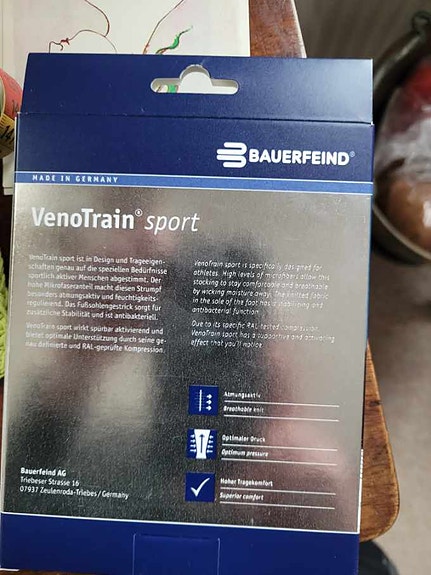 BAUERFEIND®
MADE IN GERMANY
VenoTrain® sport
VenoTrain sport ist in Design und Trageeigen-
schaften genau auf die speziellen Bedürfnisse
sportlich aktiver Menschen abgestimmt. Der
hohe Mikrofaseranteil macht diesen Strumpf
besonders atmungsaktiv und feuchtigkeits-
regulierend. Das Fußsohlengestrick sorgt für
zusätzliche Stabilität und ist antibakteriell.
VenoTrain sport wirkt spürbar aktivierend und
bietet optimale Unterstützung durch seine ge-
nau definierte und RAL-geprüfte Kompression.
VenoTrain sport is specifically designed for
athletes. High levels of microfibres allow this
stocking to stay comfortable and breathable
by wicking moisture away. The knitted fabric
in the sole of the foot has a stabilising and
antibacterial function.
Due to its specific RAL tested compression,
VenoTrain sport has a supportive and activating
effect that you'll notice.
Atmungsaktiv
Breathable knit
Optimaler Druck
Optimum pressure
Hoher Tragekomfort
Superior comfort
Bauerfeind AG
Triebeser Strasse 16
07937 Zeulenroda-Triebes / Germany